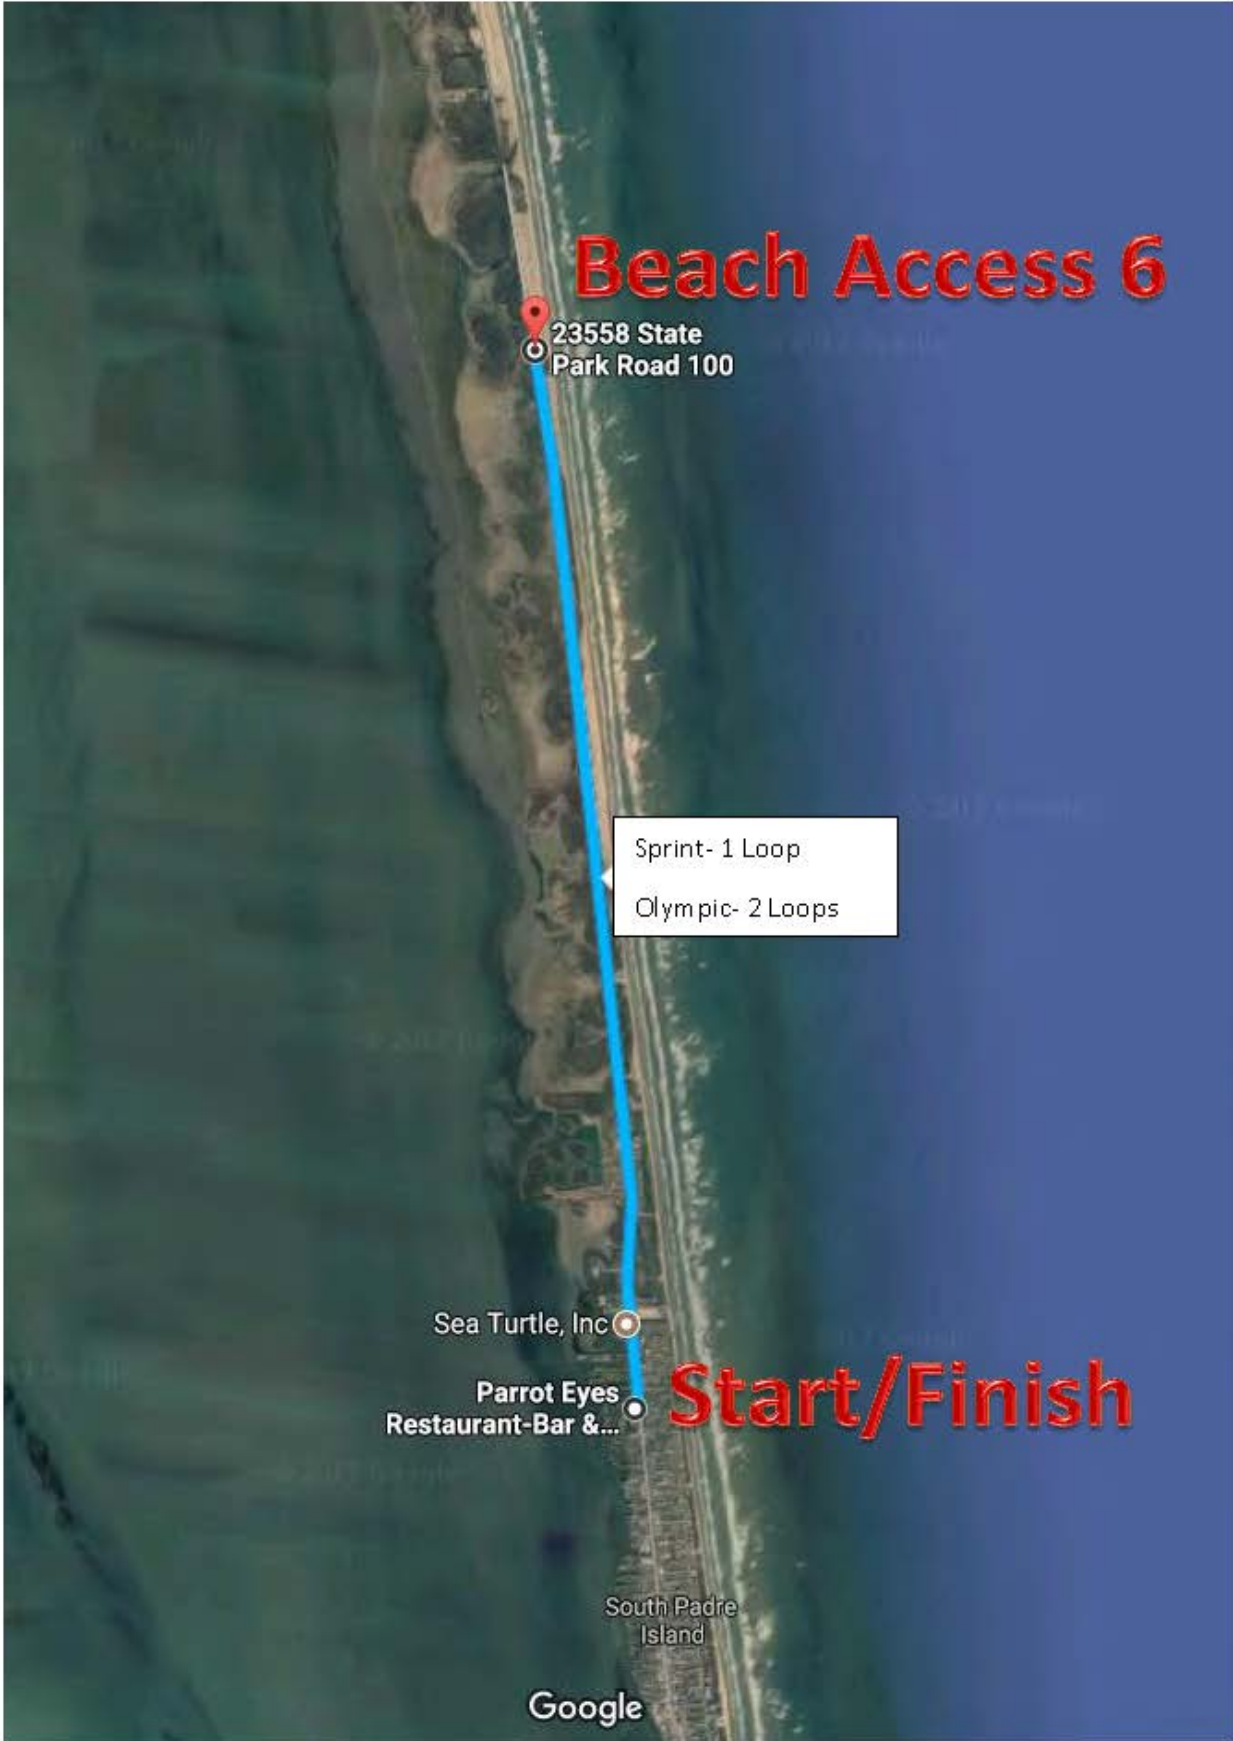 Beach Access 6
23558 State
Park Road 100
Sprint- 1 Loop
Olympic- 2 Loops
Sea Turtle, Inc
Parrot Eyes
Restaurant-Bar &...
Start/Finish
South Padre
Island
Google